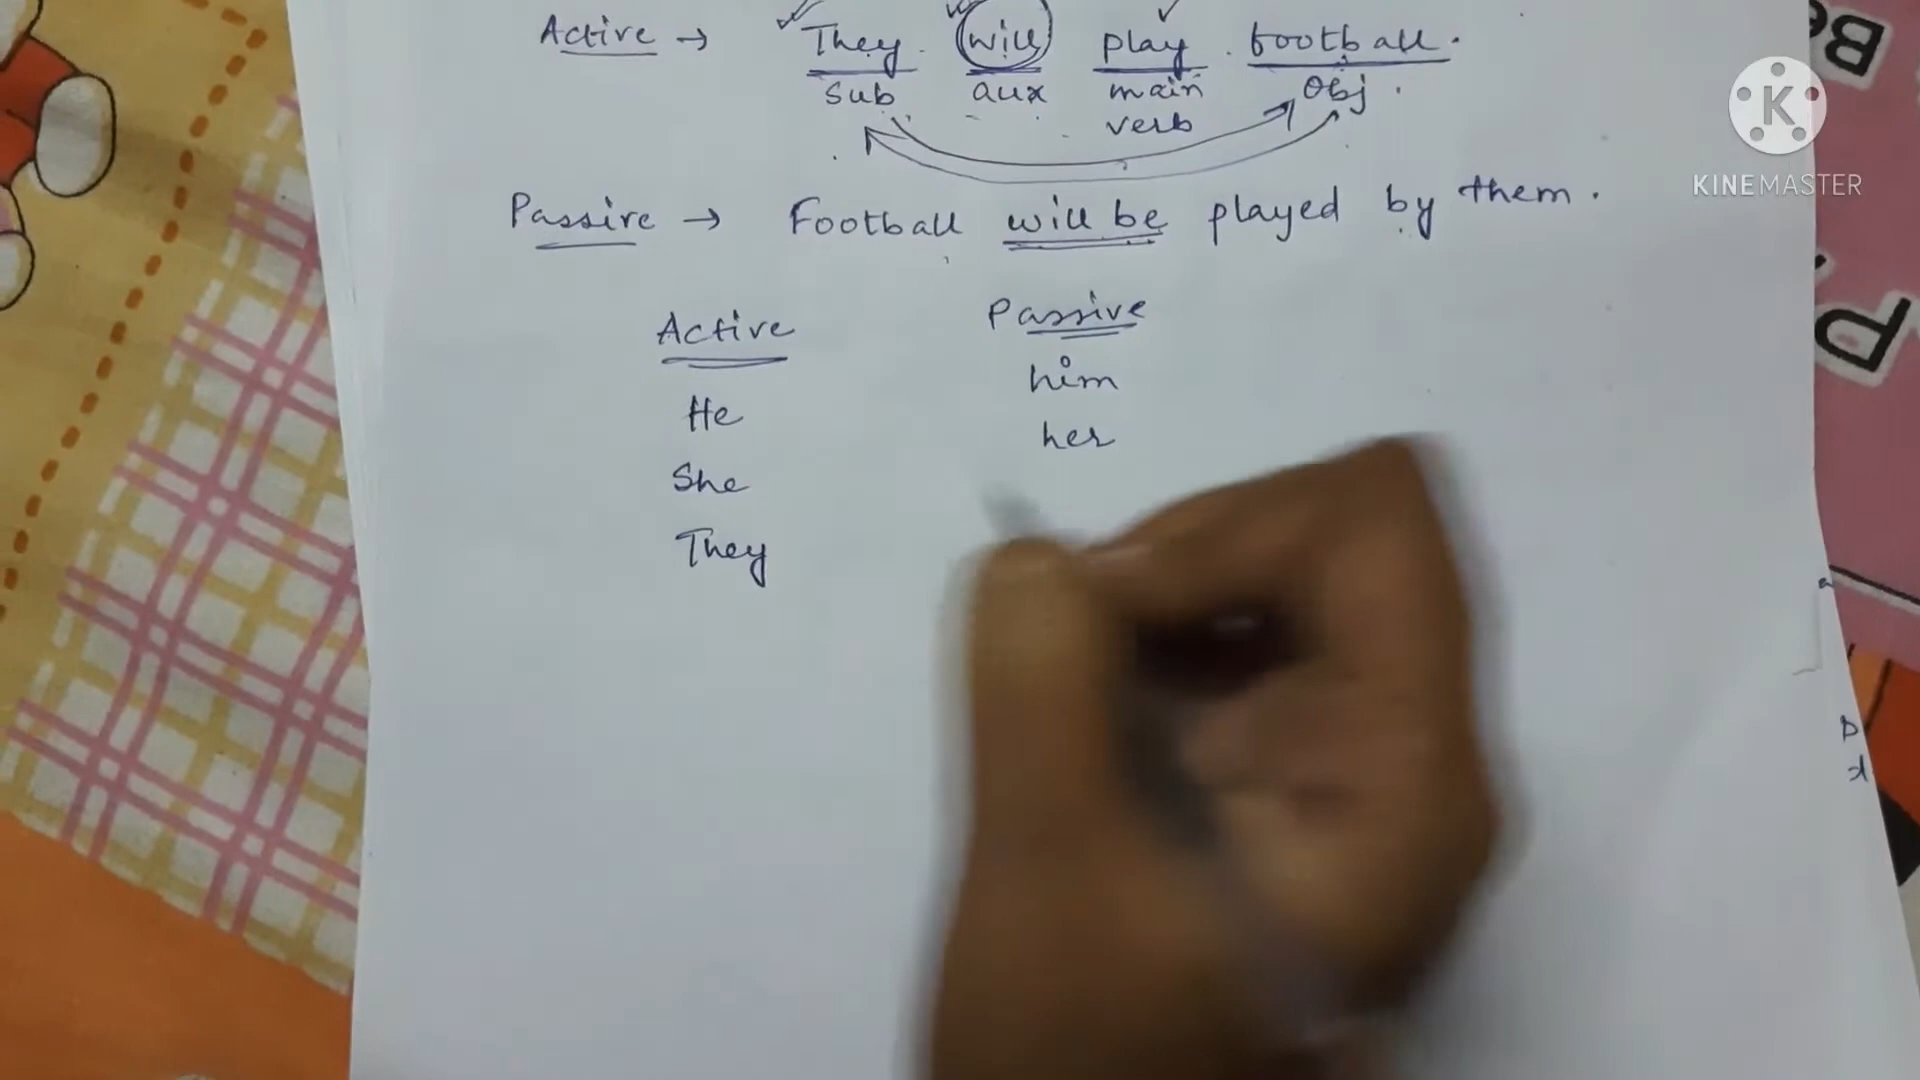 Active → They will play football.
sub aux main verb obj.
Passive → Football will be played by them.
Active Passive
He him
She her
They
KINEMASTER
Be
P